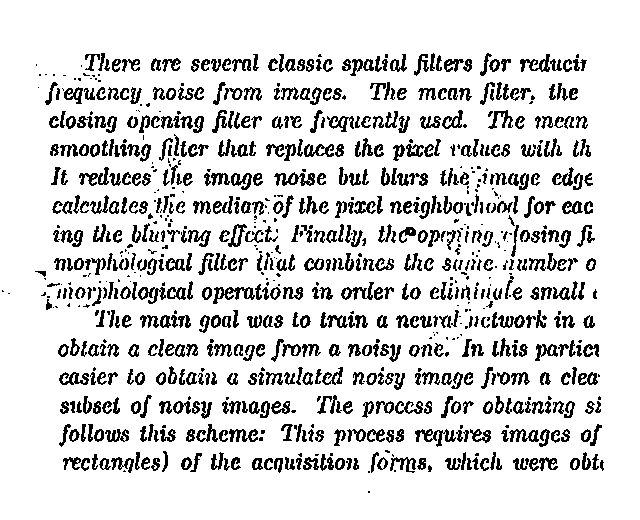 There are several classic spatial filters for reducin
frequency noise from images. The mean filter, the
closing opening filter are frequently used. The mean
smoothing filter that replaces the pixel values with th
It reduces the image noise but blurs the image edge
calculates the median of the pixel neighborhood for eac
ing the blurring effect. Finally, the opening closing fi
morphological filter that combines the same number o
morphological operations in order to eliminate small
The main goal was to train a neural network in a
obtain a clean image from a noisy one. In this partic
easier to obtain a simulated noisy image from a clea
subset of noisy images. The process for obtaining si
follows this scheme: This process requires images of
rectangles) of the acquisition forms, which were obt